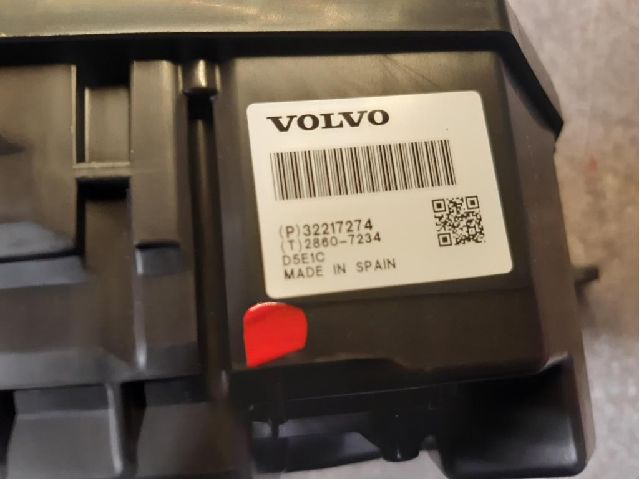 VOLVO
(P)32217274
(T)2860-7234
D5E1C
MADE IN SPAIN